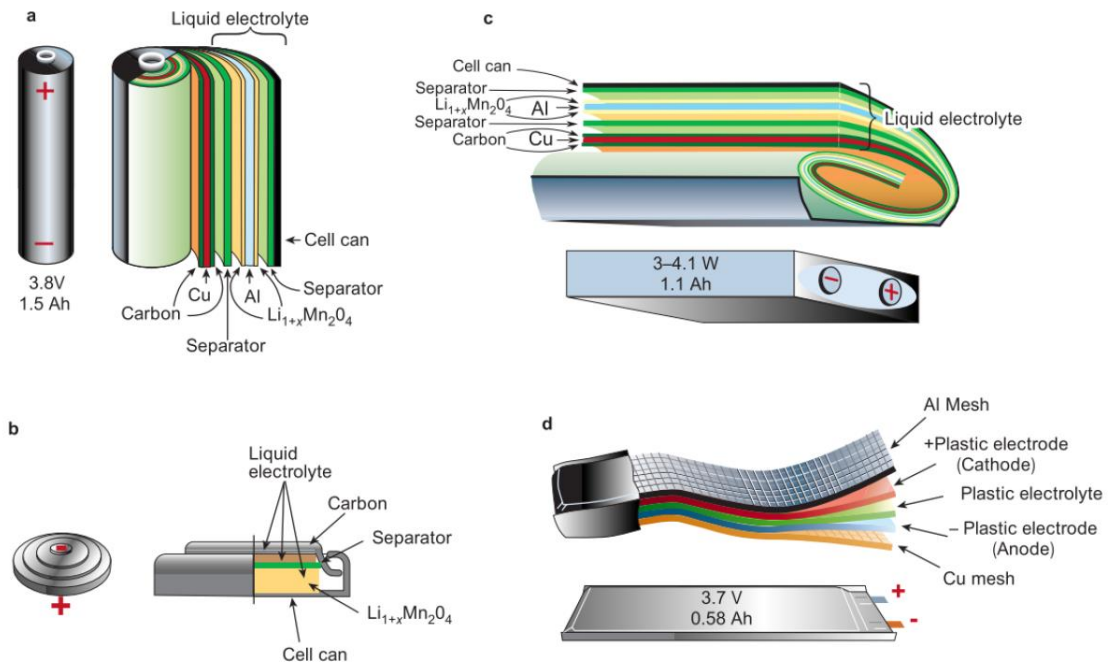 a
Liquid electrolyte
+
−
3.8V
1.5 Ah
Cell can
Cu
Al
Separator
Carbon
Li1+xMn2O4
Separator
c
Cell can
Separator
Li1+xMn2O4
Al
Separator
Carbon
Cu
Liquid electrolyte
3–4.1 W
1.1 Ah
−
+
b
Liquid
electrolyte
Carbon
Separator
Li1+xMn2O4
Cell can
-
+
d
Al Mesh
+Plastic electrode
(Cathode)
Plastic electrolyte
– Plastic electrode
(Anode)
Cu mesh
3.7 V
0.58 Ah
+
-